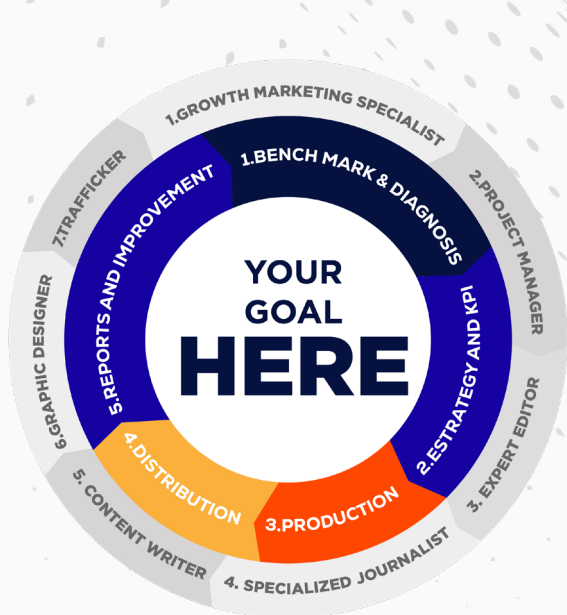 1.GROWTH MARKETING SPECIALIST
2.PROJECT MANAGER
3. EXPERT EDITOR
4. SPECIALIZED JOURNALIST
5. CONTENT WRITER
6.GRAPHIC DESIGNER
7.TRAFFICKER
1.BENCH MARK & DIAGNOSIS
2.ESTRATEGY AND KPI
3.PRODUCTION
4.DISTRIBUTION
5.REPORTS AND IMPROVEMENT
YOUR
GOAL
HERE